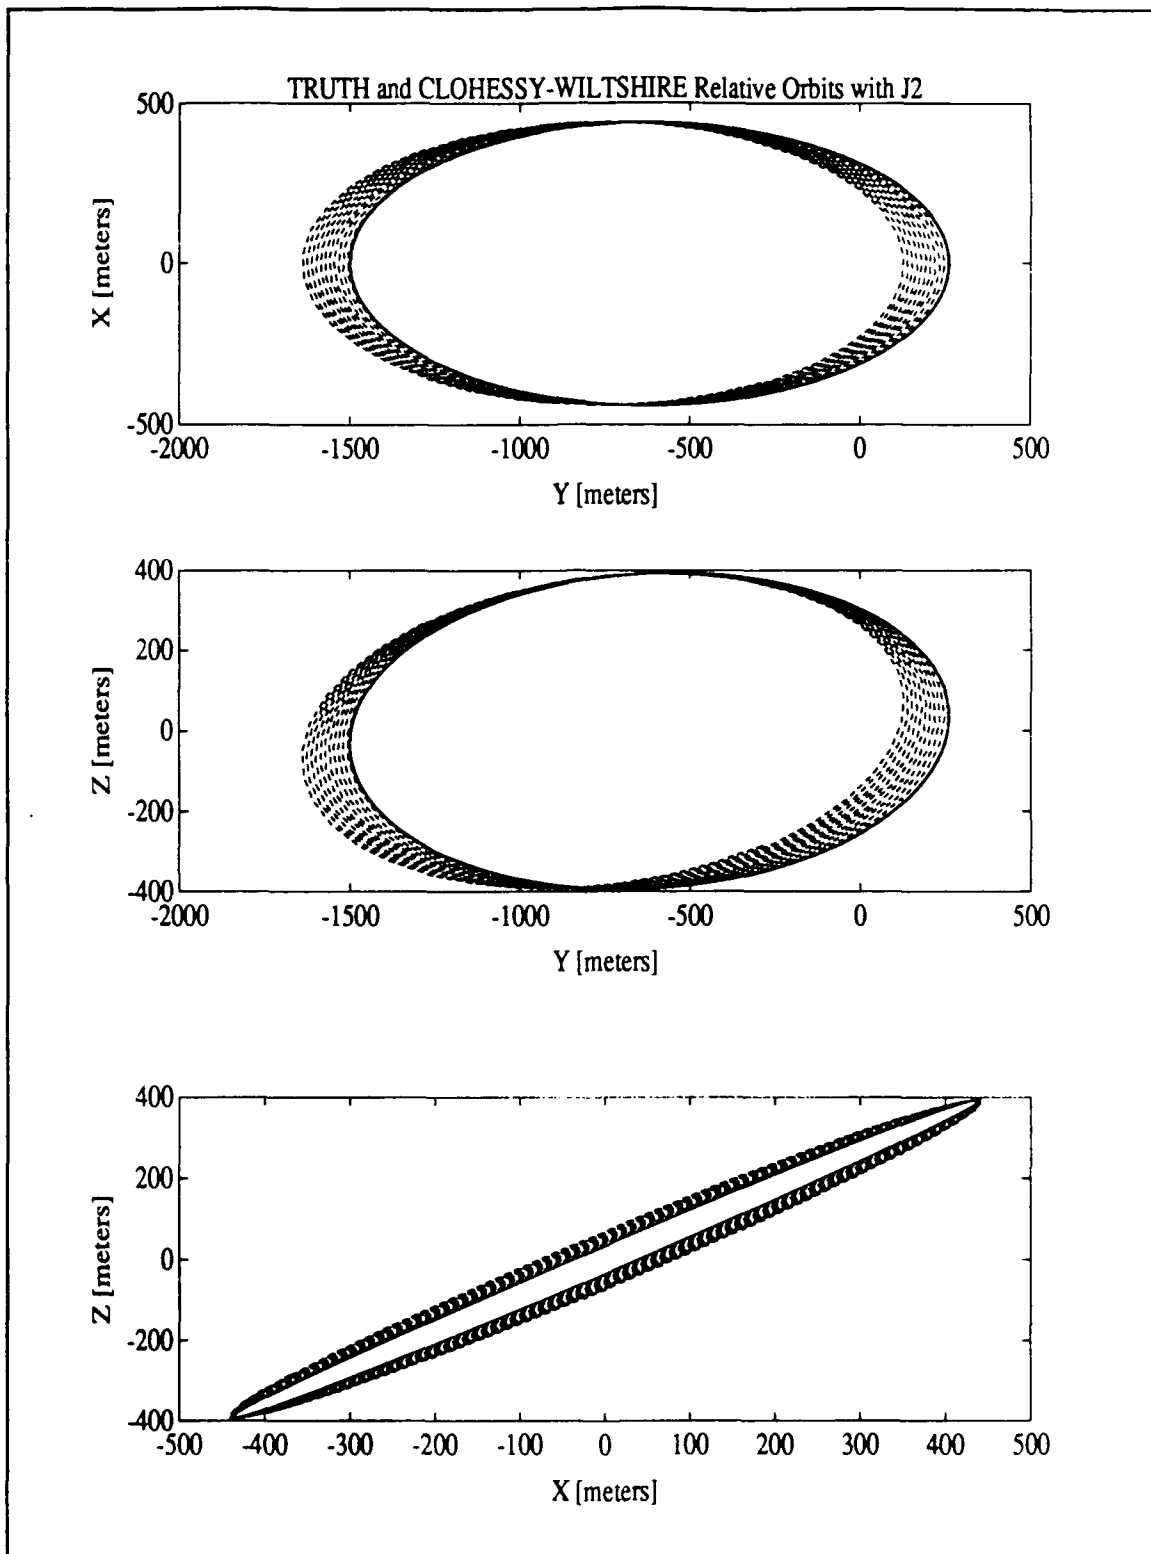 TRUTH and CLOHESSY-WILTSHIRE Relative Orbits with J2
500
0
-500
X [meters]
-2000 -1500 -1000 -500 0 500
Y [meters]
400
200
0
-200
-400
Z [meters]
-2000 -1500 -1000 -500 0 500
Y [meters]
400
200
0
-200
-400
Z [meters]
-500 -400 -300 -200 -100 0 100 200 300 400 500
X [meters]